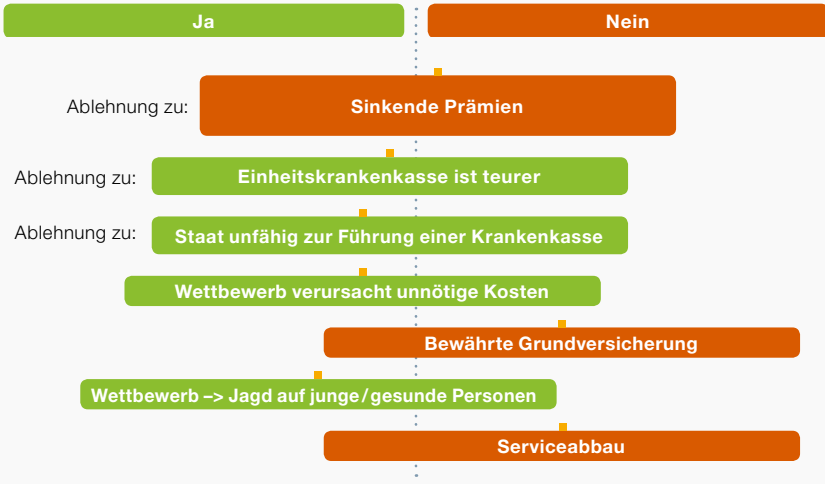 Ja
Nein
Ablehnung zu: Sinkende Prämien
Ablehnung zu: Einheitskrankenkasse ist teurer
Ablehnung zu: Staat unfähig zur Führung einer Krankenkasse
Wettbewerb verursacht unnötige Kosten
Bewährte Grundversicherung
Wettbewerb –> Jagd auf junge/gesunde Personen
Serviceabbau